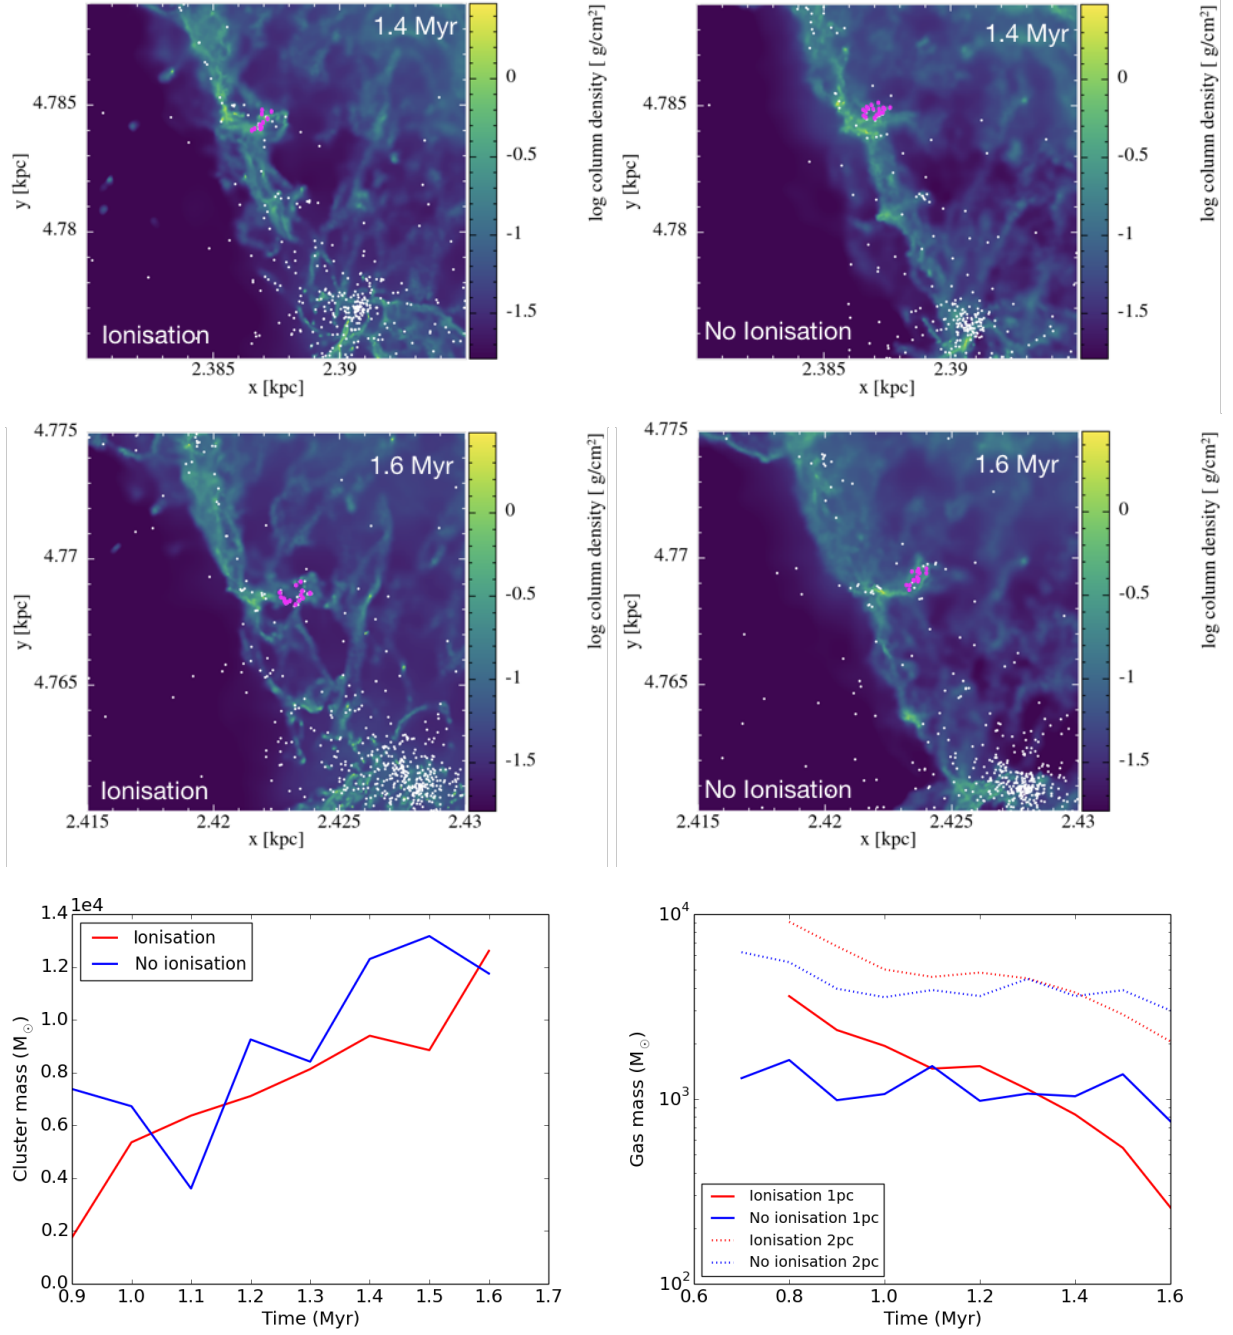 1.4 Myr
Ionisation
4.785
4.78
y [kpc]
2.385
2.39
x [kpc]
0
-0.5
-1
-1.5
log column density [ g/cm²]
1.4 Myr
No Ionisation
4.785
4.78
y [kpc]
2.385
2.39
x [kpc]
0
-0.5
-1
-1.5
log column density [ g/cm²]
1.6 Myr
Ionisation
4.775
4.77
4.765
y [kpc]
2.415
2.42
2.425
2.43
x [kpc]
0
-0.5
-1
-1.5
log column density [ g/cm²]
1.6 Myr
No Ionisation
4.775
4.77
4.765
y [kpc]
2.415
2.42
2.425
2.43
x [kpc]
0
-0.5
-1
-1.5
log column density [ g/cm²]
1e4
1.4
1.2
1.0
0.8
0.6
0.4
0.2
0.0
Cluster mass (M☉)
Ionisation
No ionisation
0.9 1.0 1.1 1.2 1.3 1.4 1.5 1.6 1.7
Time (Myr)
10⁴
10³
10²
Gas mass (M☉)
Ionisation 1pc
No ionisation 1pc
Ionisation 2pc
No ionisation 2pc
0.6 0.8 1.0 1.2 1.4 1.6
Time (Myr)